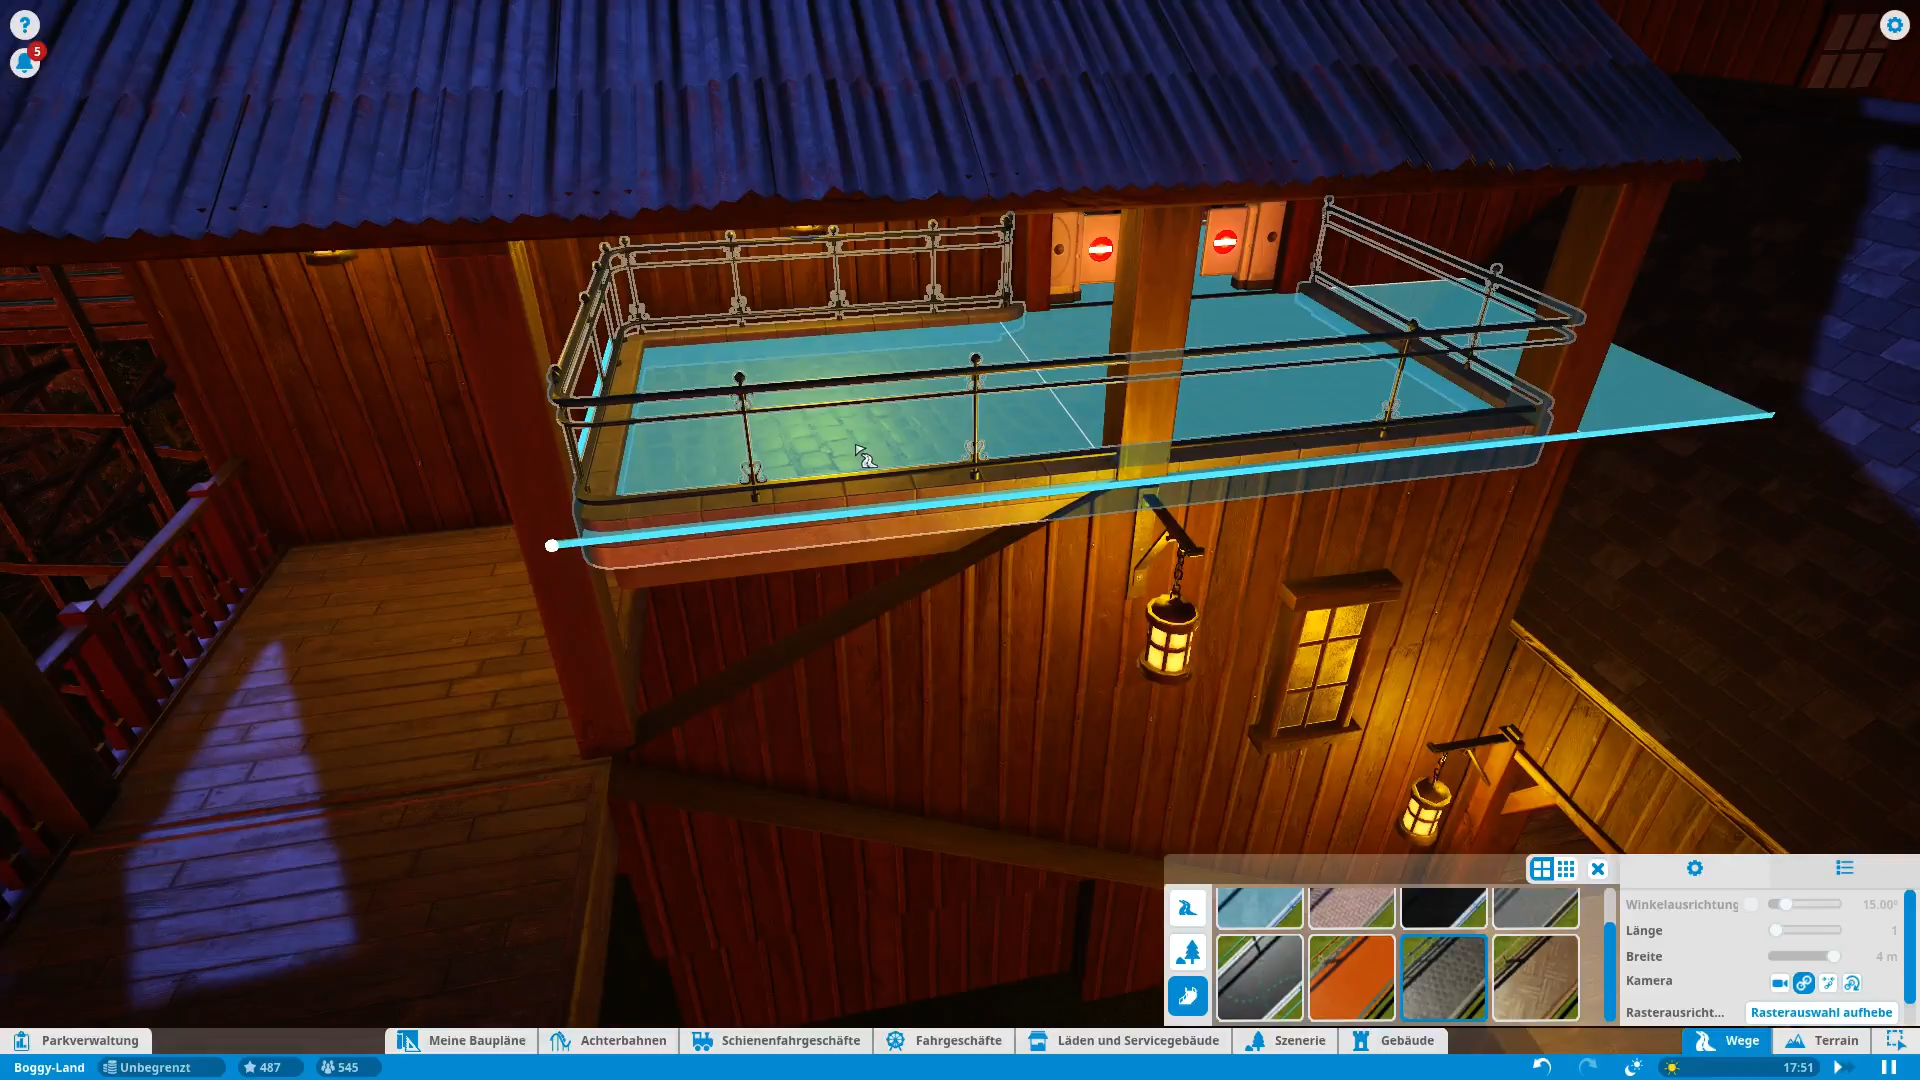 ?
5
Winkelausrichtung 15.00°
Länge 1
Breite 4 m
Kamera
Rasterausricht... Rasterauswahl aufhebe
Parkverwaltung
Meine Baupläne
Achterbahnen
Schienenfahrgeschäfte
Fahrgeschäfte
Läden und Servicegebäude
Szenerie
Gebäude
Wege
Terrain
Boggy-Land
Unbegrenzt
487
545
17:51